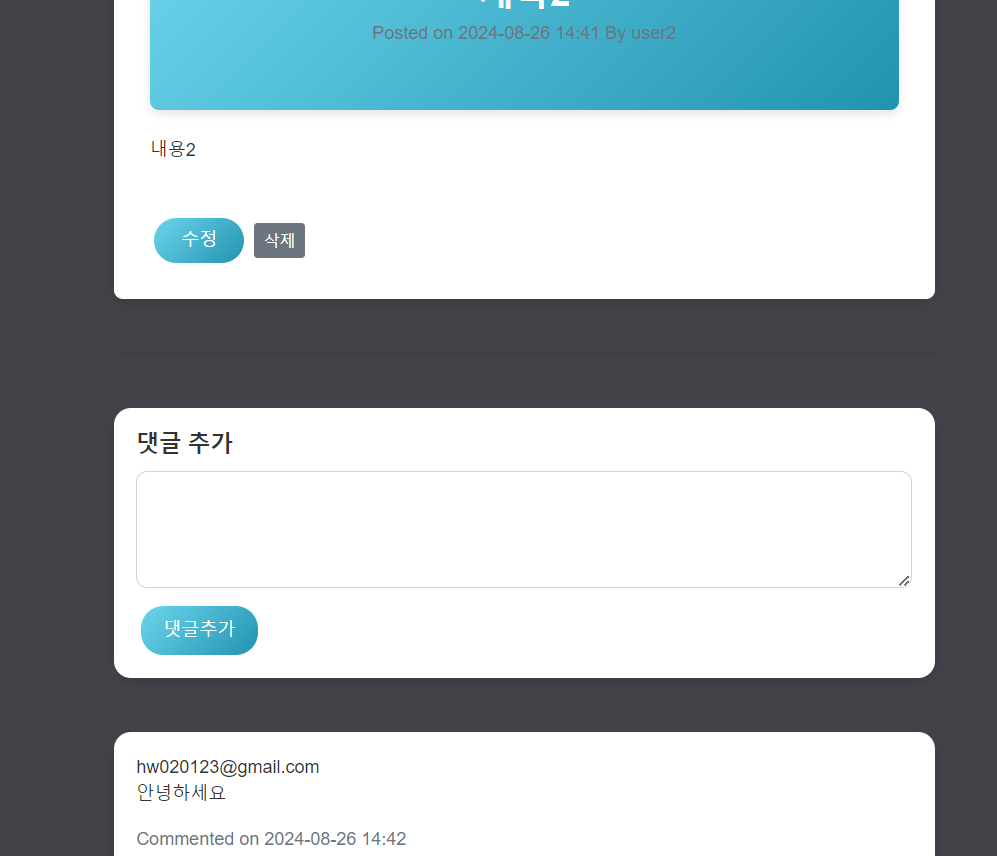 Posted on 2024-08-26 14:41 By user2
내용2
수정 삭제
댓글 추가
댓글추가
hw020123@gmail.com
안녕하세요
Commented on 2024-08-26 14:42